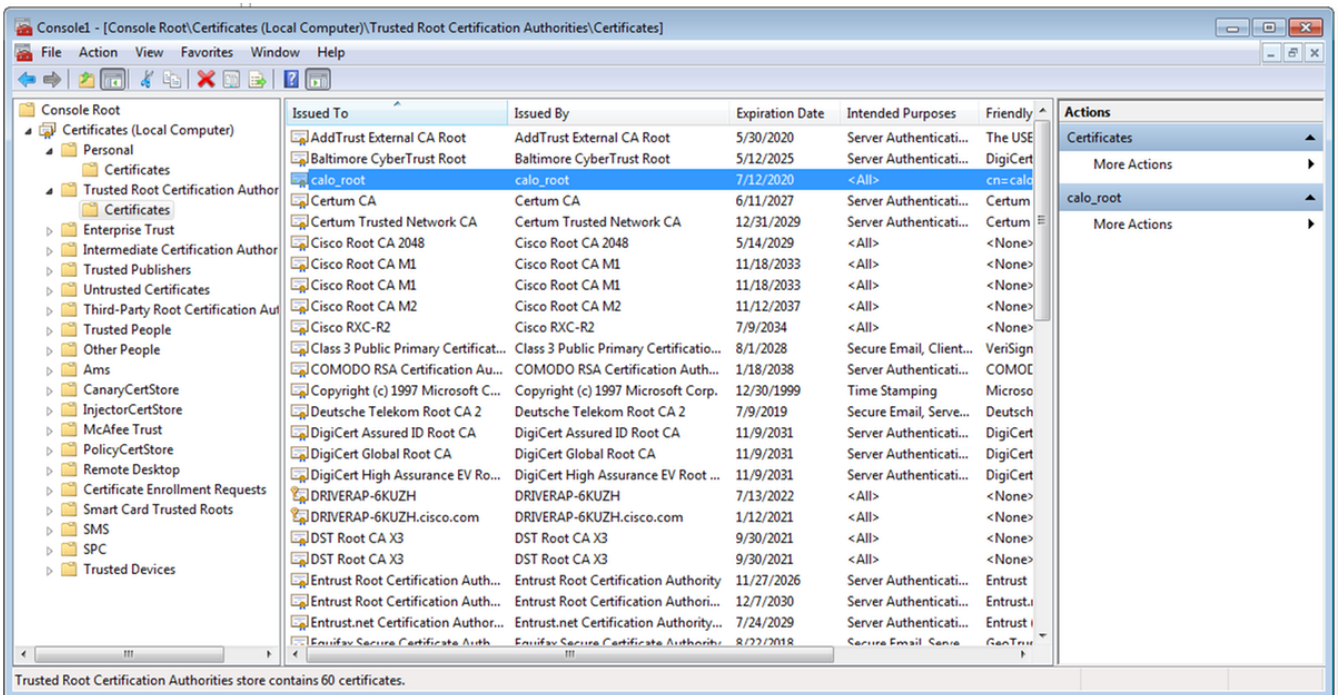 Console1 - [Console Root\Certificates (Local Computer)\Trusted Root Certification Authorities\Certificates]
File Action View Favorites Window Help
Console Root
Certificates (Local Computer)
Personal
Certificates
Trusted Root Certification Author
Certificates
Enterprise Trust
Intermediate Certification Author
Trusted Publishers
Untrusted Certificates
Third-Party Root Certification Aut
Trusted People
Other People
Ams
CanaryCertStore
InjectorCertStore
McAfee Trust
PolicyCertStore
Remote Desktop
Certificate Enrollment Requests
Smart Card Trusted Roots
SMS
SPC
Trusted Devices
Issued To Issued By Expiration Date Intended Purposes Friendly
AddTrust External CA Root AddTrust External CA Root 5/30/2020 Server Authenticati... The USE
Baltimore CyberTrust Root Baltimore CyberTrust Root 5/12/2025 Server Authenticati... DigiCert
calo_root calo_root 7/12/2020 <All> cn=calo
Certum CA Certum CA 6/11/2027 Server Authenticati... Certum
Certum Trusted Network CA Certum Trusted Network CA 12/31/2029 Server Authenticati... Certum
Cisco Root CA 2048 Cisco Root CA 2048 5/14/2029 <All> <None>
Cisco Root CA M1 Cisco Root CA M1 11/18/2033 <All> <None>
Cisco Root CA M1 Cisco Root CA M1 11/18/2033 <All> <None>
Cisco Root CA M2 Cisco Root CA M2 11/12/2037 <All> <None>
Cisco RXC-R2 Cisco RXC-R2 7/9/2034 <All> <None>
Class 3 Public Primary Certificat... Class 3 Public Primary Certificatio... 8/1/2028 Secure Email, Client... VeriSign
COMODO RSA Certification Au... COMODO RSA Certification Auth... 1/18/2038 Server Authenticati... COMOD
Copyright (c) 1997 Microsoft C... Copyright (c) 1997 Microsoft Corp. 12/30/1999 Time Stamping Microso
Deutsche Telekom Root CA 2 Deutsche Telekom Root CA 2 7/9/2019 Secure Email, Serve... Deutsch
DigiCert Assured ID Root CA DigiCert Assured ID Root CA 11/9/2031 Server Authenticati... DigiCert
DigiCert Global Root CA DigiCert Global Root CA 11/9/2031 Server Authenticati... DigiCert
DigiCert High Assurance EV Ro... DigiCert High Assurance EV Root ... 11/9/2031 Server Authenticati... DigiCert
DRIVERAP-6KUZH DRIVERAP-6KUZH 7/13/2022 <All> <None>
DRIVERAP-6KUZH.cisco.com DRIVERAP-6KUZH.cisco.com 1/12/2021 <All> <None>
DST Root CA X3 DST Root CA X3 9/30/2021 <All> <None>
DST Root CA X3 DST Root CA X3 9/30/2021 <All> <None>
Entrust Root Certification Auth... Entrust Root Certification Authority 11/27/2026 Server Authenticati... Entrust
Entrust Root Certification Auth... Entrust Root Certification Authori... 12/7/2030 Server Authenticati... Entrust.
Entrust.net Certification Author... Entrust.net Certification Authority... 7/24/2029 Server Authenticati... Entrust
Equifax Secure Certificate Auth Equifax Secure Certificate Authority 8/22/2018 Secure Email, Serve GeoTru
Actions
Certificates
More Actions
calo_root
More Actions
Trusted Root Certification Authorities store contains 60 certificates.